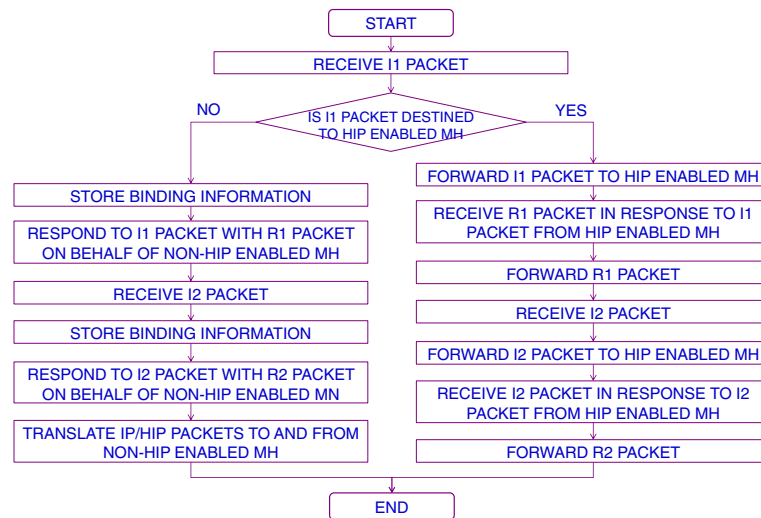 START
RECEIVE I1 PACKET
NO
IS I1 PACKET DESTINED
TO HIP ENABLED MH
YES
STORE BINDING INFORMATION
RESPOND TO I1 PACKET WITH R1 PACKET
ON BEHALF OF NON-HIP ENABLED MH
RECEIVE I2 PACKET
STORE BINDING INFORMATION
RESPOND TO I2 PACKET WITH R2 PACKET
ON BEHALF OF NON-HIP ENABLED MN
TRANSLATE IP/HIP PACKETS TO AND FROM
NON-HIP ENABLED MH
FORWARD I1 PACKET TO HIP ENABLED MH
RECEIVE R1 PACKET IN RESPONSE TO I1
PACKET FROM HIP ENABLED MH
FORWARD R1 PACKET
RECEIVE I2 PACKET
FORWARD I2 PACKET TO HIP ENABLED MH
RECEIVE I2 PACKET IN RESPONSE TO I2
PACKET FROM HIP ENABLED MH
FORWARD R2 PACKET
END